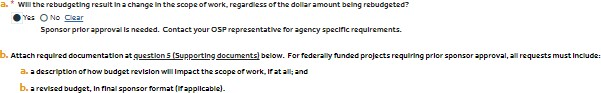 a. * Will the rebudgeting result in a change in the scope of work, regardless of the dollar amount being rebudgeted?
Yes No Clear
Sponsor prior approval is needed. Contact your OSP representative for agency specific requirements.
b. Attach required documentation at question 5 (Supporting documents) below. For federally funded projects requiring prior sponsor approval, all requests must include:
a. a description of how budget revision will impact the scope of work, if at all; and
b. a revised budget, in final sponsor format (if applicable).